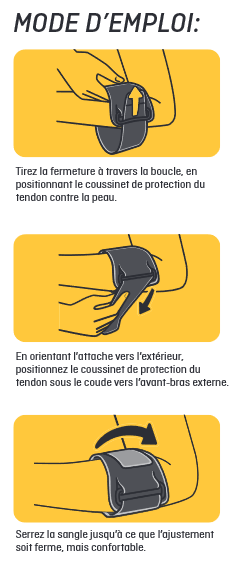 MODE D'EMPLOI:
Tirez la fermeture à travers la boucle, en
positionnant le coussinet de protection du
tendon contre la peau.
En orientant l'attache vers l'extérieur,
positionnez le coussinet de protection du
tendon sous le coude vers l'avant-bras externe.
Serrez la sangle jusqu'à ce que l'ajustement
soit ferme, mais confortable.